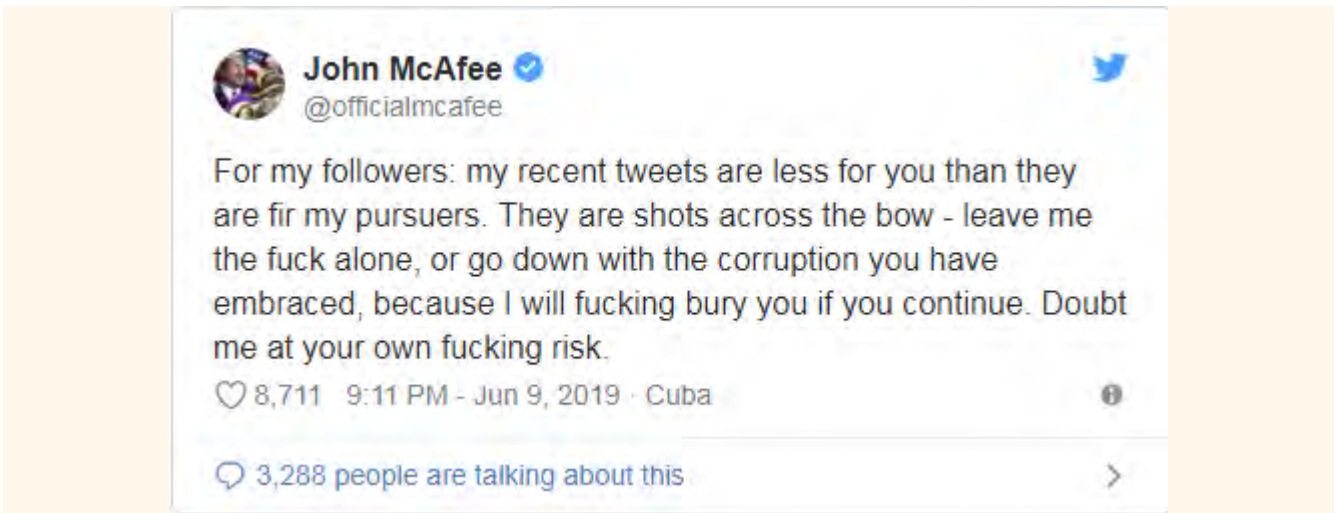 John McAfee
@officialmcafee
For my followers: my recent tweets are less for you than they
are fir my pursuers. They are shots across the bow - leave me
the fuck alone, or go down with the corruption you have
embraced, because I will fucking bury you if you continue. Doubt
me at your own fucking risk.
8,711 9:11 PM - Jun 9, 2019 · Cuba
3,288 people are talking about this